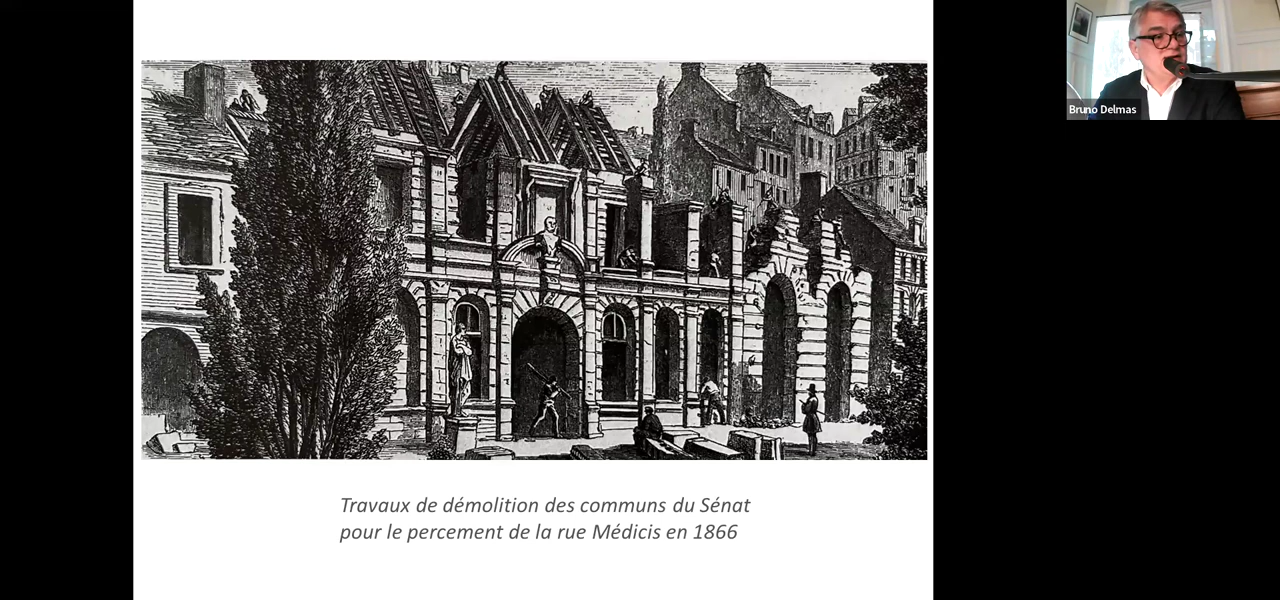 Bruno Delmas
Travaux de démolition des communs du Sénat
pour le percement de la rue Médicis en 1866